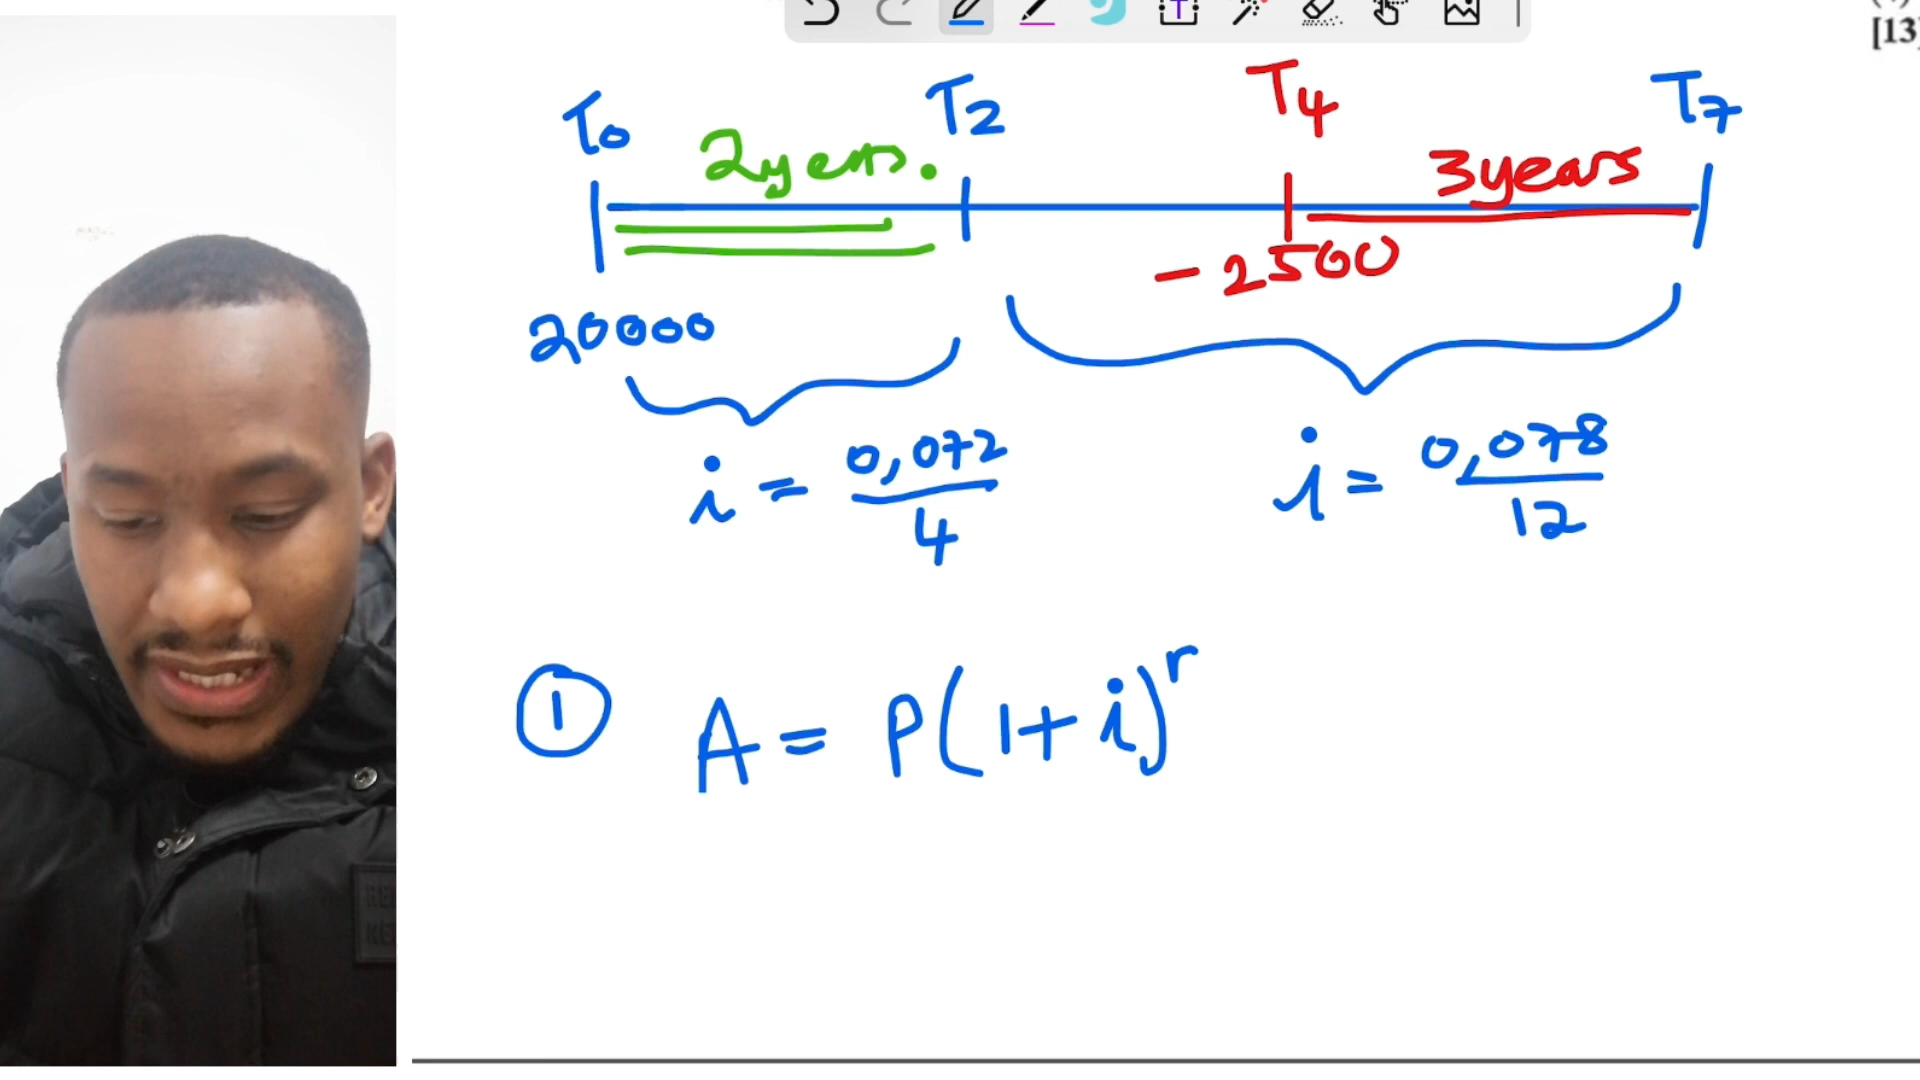 [13]
T0 T2 T4 T7
2years. 3years
-2500
20000
i = 0,072/4 i = 0,078/12
① A = P(1+i)^r